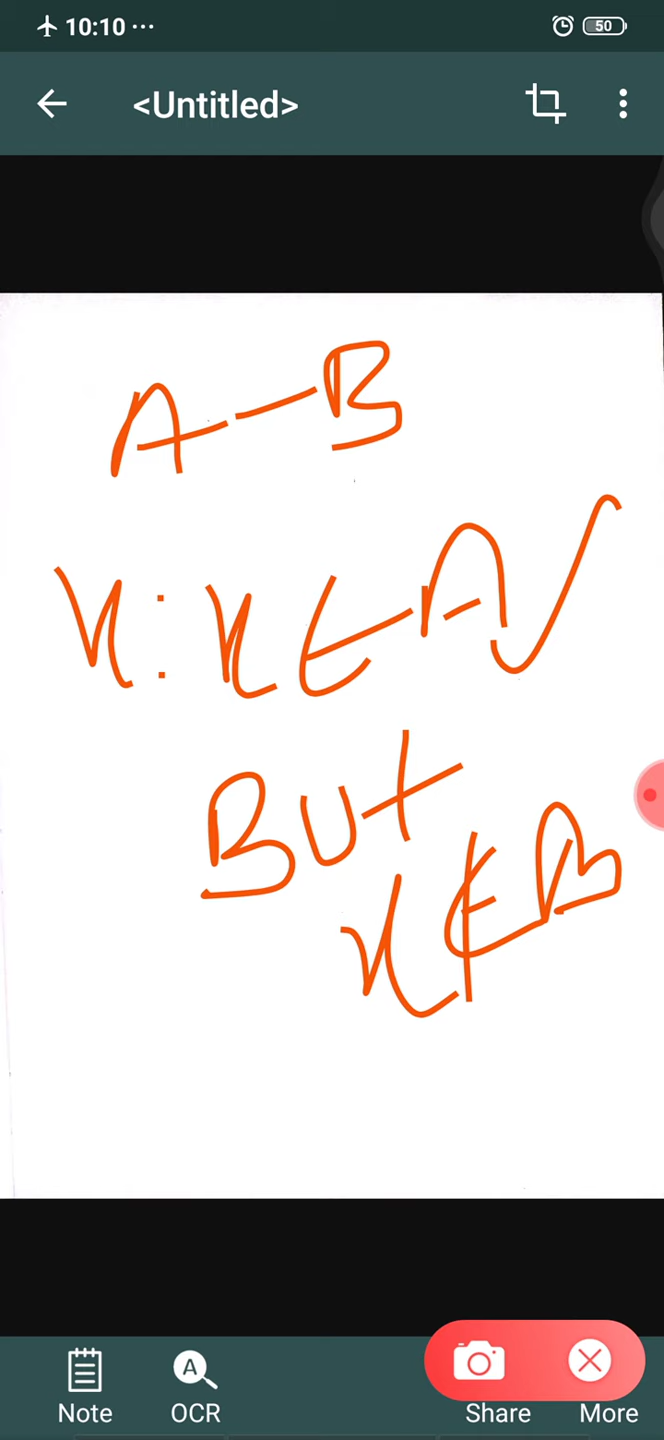 10:10 ...
50
<Untitled>
A-B
x:x∈A
But
x∉B
Note
A
OCR
Share
More